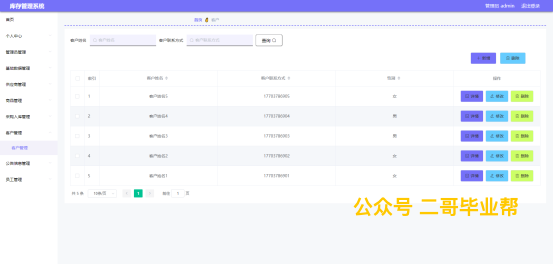 库存管理系统
管理员 admin 退出登录
首页
首页 客户
个人中心
客户姓名 客户姓名 客户联系方式 客户联系方式 查询
管理员管理
新增 删除
基础数据管理
供应商管理
索引 客户姓名 客户联系方式 性别 操作
1 客户姓名5 17703786905 女 详情 修改 删除
2 客户姓名4 17703786904 男 详情 修改 删除
3 客户姓名3 17703786903 男 详情 修改 删除
4 客户姓名2 17703786902 女 详情 修改 删除
5 客户姓名1 17703786901 女 详情 修改 删除
物资管理
采购入库管理
客户管理
客户管理
公告信息管理
员工管理
共 5 条 10条/页 1 前往 1 页
公众号 二哥毕业帮